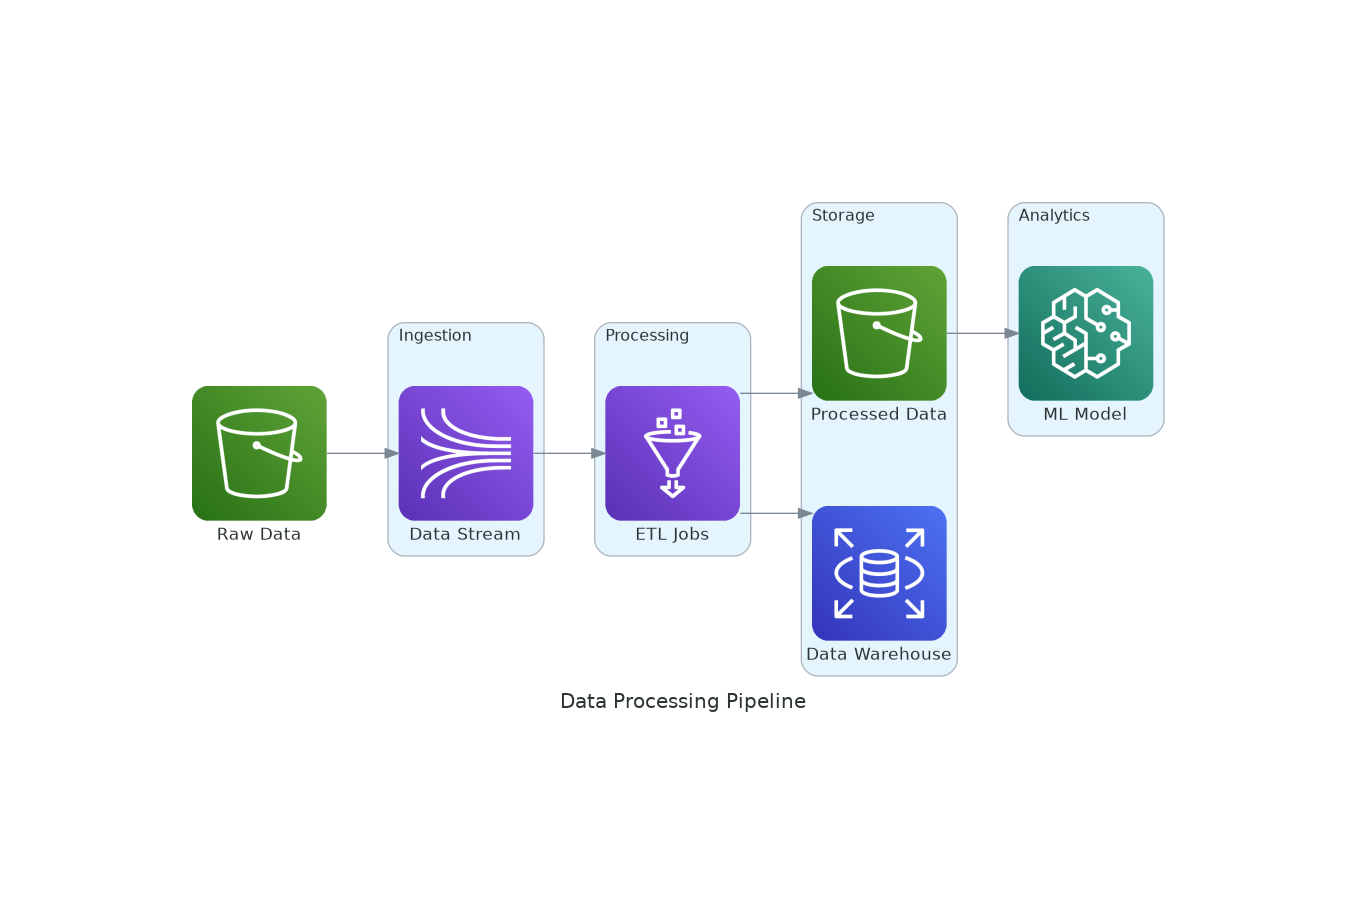 Storage
Analytics
Ingestion
Processing
Processed Data
ML Model
Raw Data
Data Stream
ETL Jobs
Data Warehouse
Data Processing Pipeline